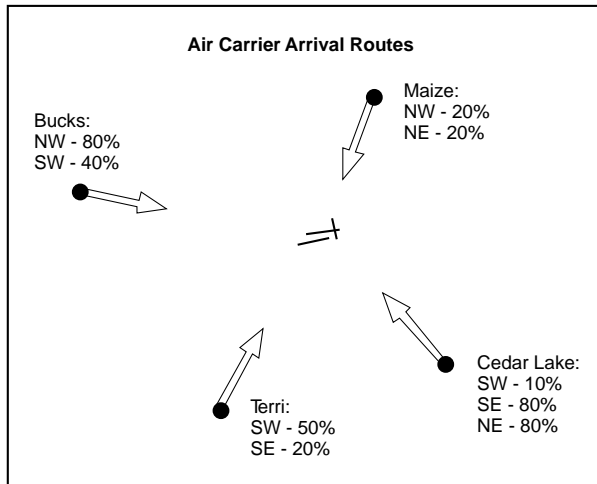 Air Carrier Arrival Routes
Maize:
NW - 20%
NE - 20%
Bucks:
NW - 80%
SW - 40%
Cedar Lake:
SW - 10%
SE - 80%
NE - 80%
Terri:
SW - 50%
SE - 20%